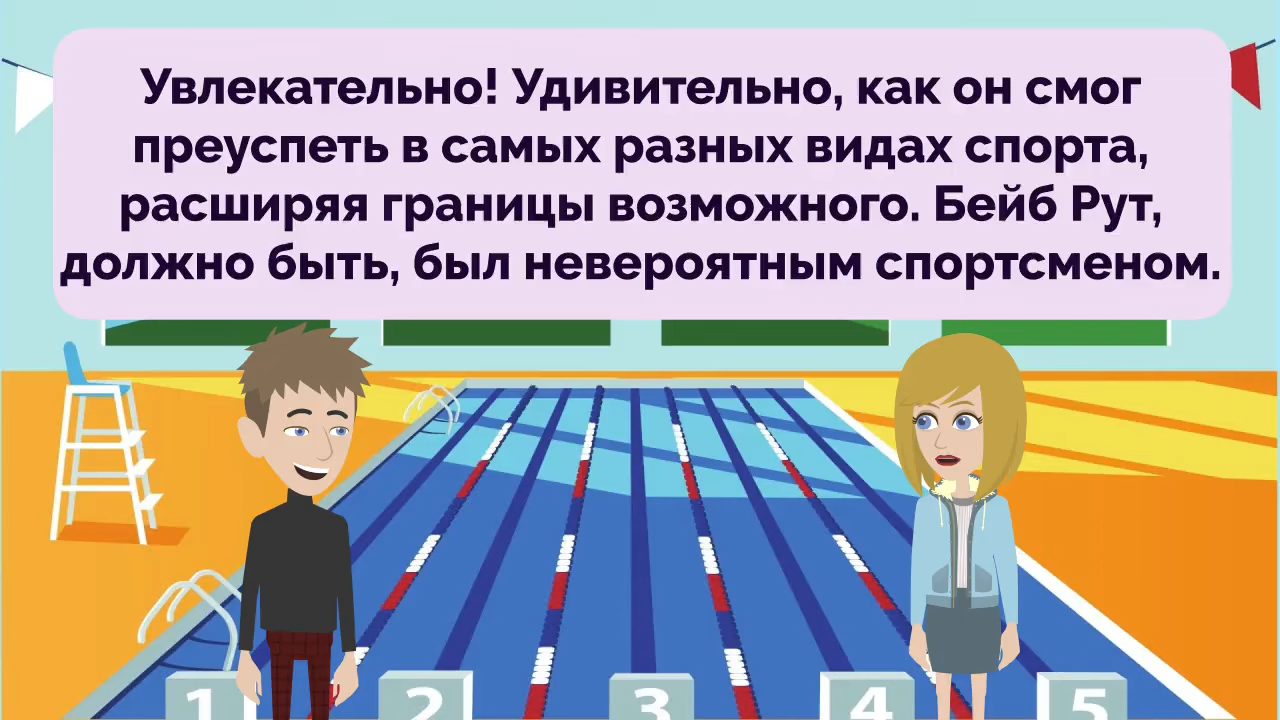 Увлекательно! Удивительно, как он смог
преуспеть в самых разных видах спорта,
расширяя границы возможного. Бейб Рут,
должно быть, был невероятным спортсменом.
1 2 3 4 5